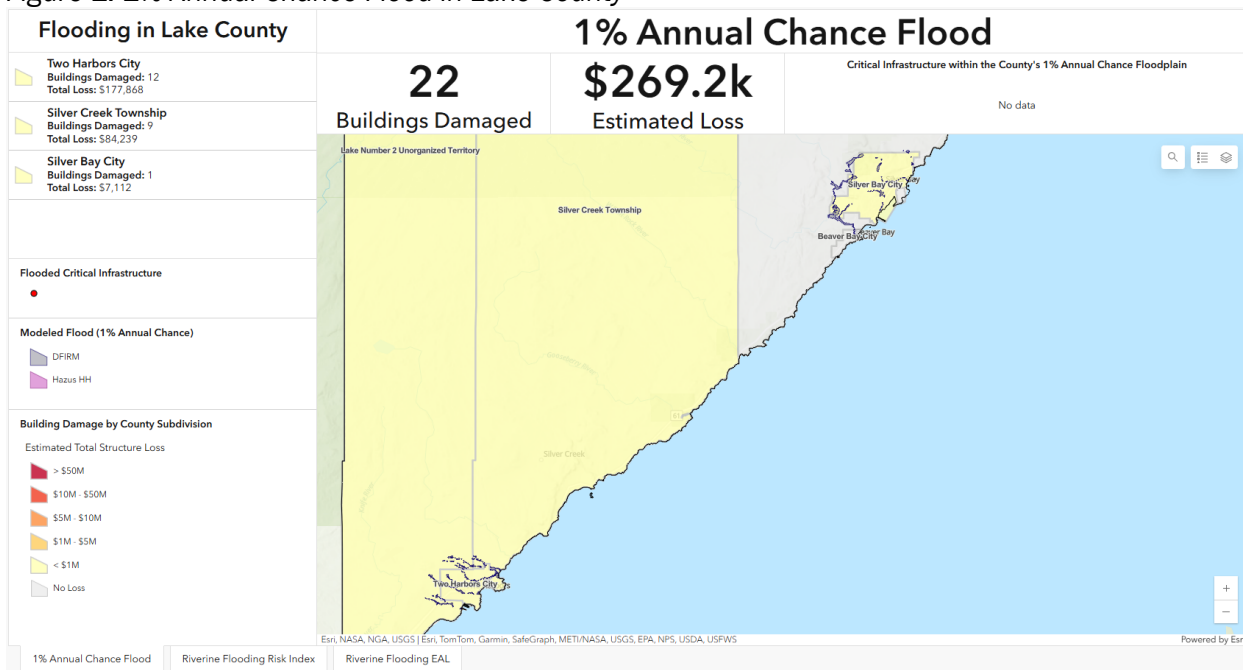 Flooding in Lake County
1% Annual Chance Flood
Two Harbors City
Buildings Damaged: 12
Total Loss: $177,868
Silver Creek Township
Buildings Damaged: 9
Total Loss: $84,239
Silver Bay City
Buildings Damaged: 1
Total Loss: $7,112
22
Buildings Damaged
$269.2k
Estimated Loss
Critical Infrastructure within the County's 1% Annual Chance Floodplain
No data
Flooded Critical Infrastructure
Modeled Flood (1% Annual Chance)
DFIRM
Hazus HH
Building Damage by County Subdivision
Estimated Total Structure Loss
> $50M
$10M - $50M
$5M - $10M
$1M - $5M
< $1M
No Loss
Lake Number 2 Unorganized Territory
Silver Creek Township
Silver Bay City
Beaver Bay City
Silver Creek
Two Harbors City
+
−
Esri, NASA, NGA, USGS | Esri, TomTom, Garmin, SafeGraph, METI/NASA, USGS, EPA, NPS, USDA, USFWS
Powered by Esri
1% Annual Chance Flood
Riverine Flooding Risk Index
Riverine Flooding EAL